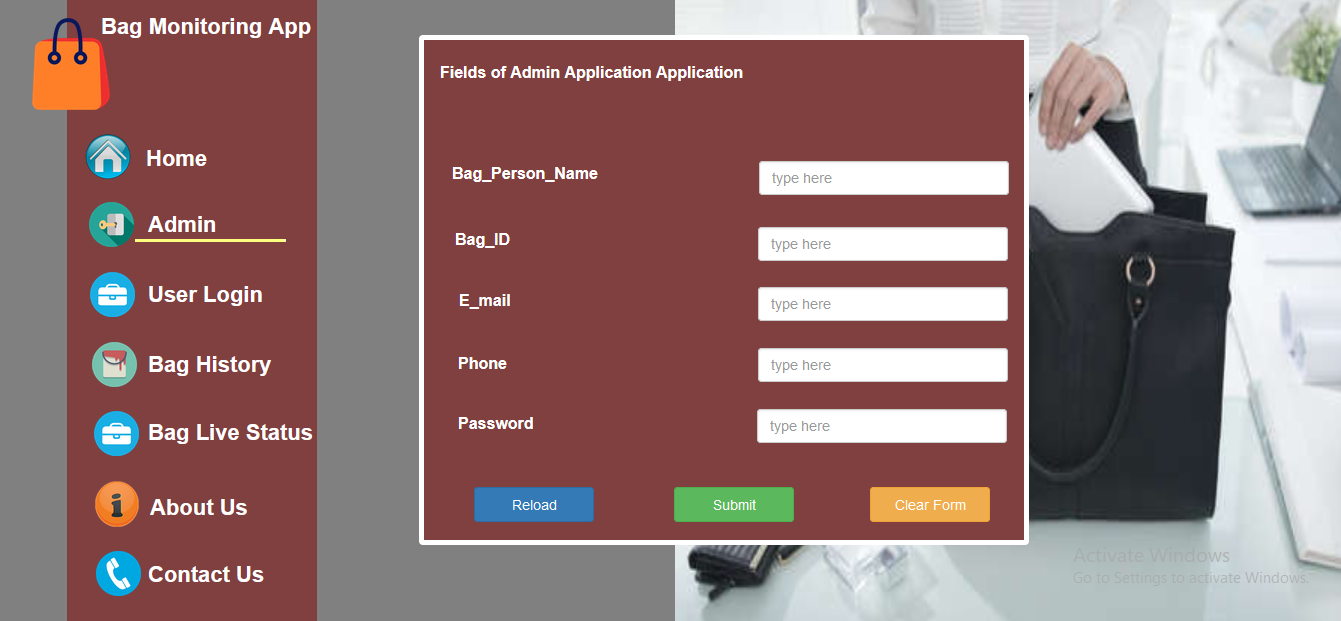 Bag Monitoring App
Home
Admin
User Login
Bag History
Bag Live Status
About Us
Contact Us
Fields of Admin Application Application
Bag_Person_Name
type here
Bag_ID
type here
E_mail
type here
Phone
type here
Password
type here
Reload
Submit
Clear Form
Activate Windows
Go to Settings to activate Windows.